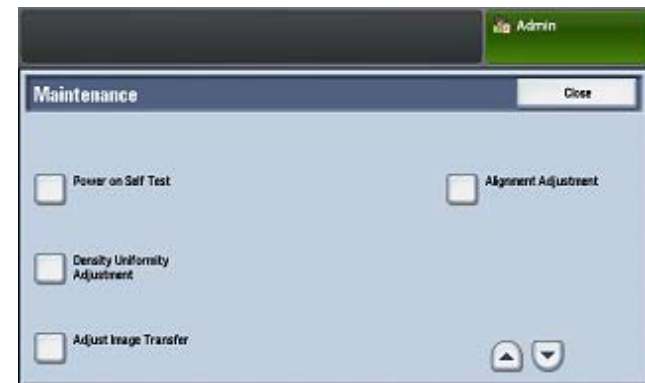 Admin
Maintenance
Close
Power on Self Test
Alignment Adjustment
Density Uniformity
Adjustment
Adjust Image Transfer